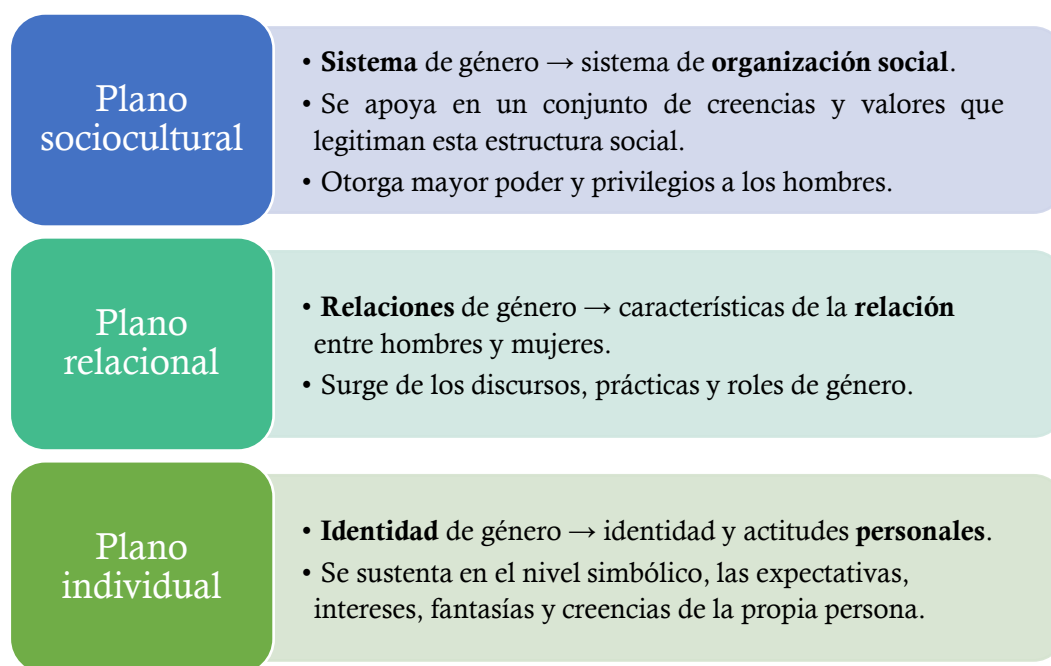 Plano
sociocultural
• Sistema de género → sistema de organización social.
• Se apoya en un conjunto de creencias y valores que
legitiman esta estructura social.
• Otorga mayor poder y privilegios a los hombres.
Plano
relacional
• Relaciones de género → características de la relación
entre hombres y mujeres.
• Surge de los discursos, prácticas y roles de género.
Plano
individual
• Identidad de género → identidad y actitudes personales.
• Se sustenta en el nivel simbólico, las expectativas,
intereses, fantasías y creencias de la propia persona.